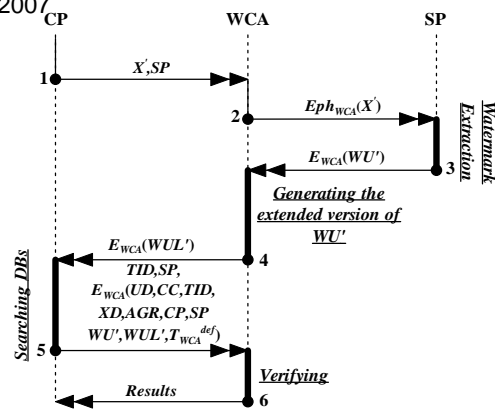 2007
CP WCA SP
1 X',SP
2 Eph_WCA(X')
Watermark
Extraction
E_WCA(WU') 3
Generating the
extended version of
WU'
E_WCA(WUL') 4
TID,SP,
E_WCA(UD,CC,TID,
XD,AGR,CP,SP
WU',WUL',T_WCA^def)
Searching DBs
5
Verifying
Results 6